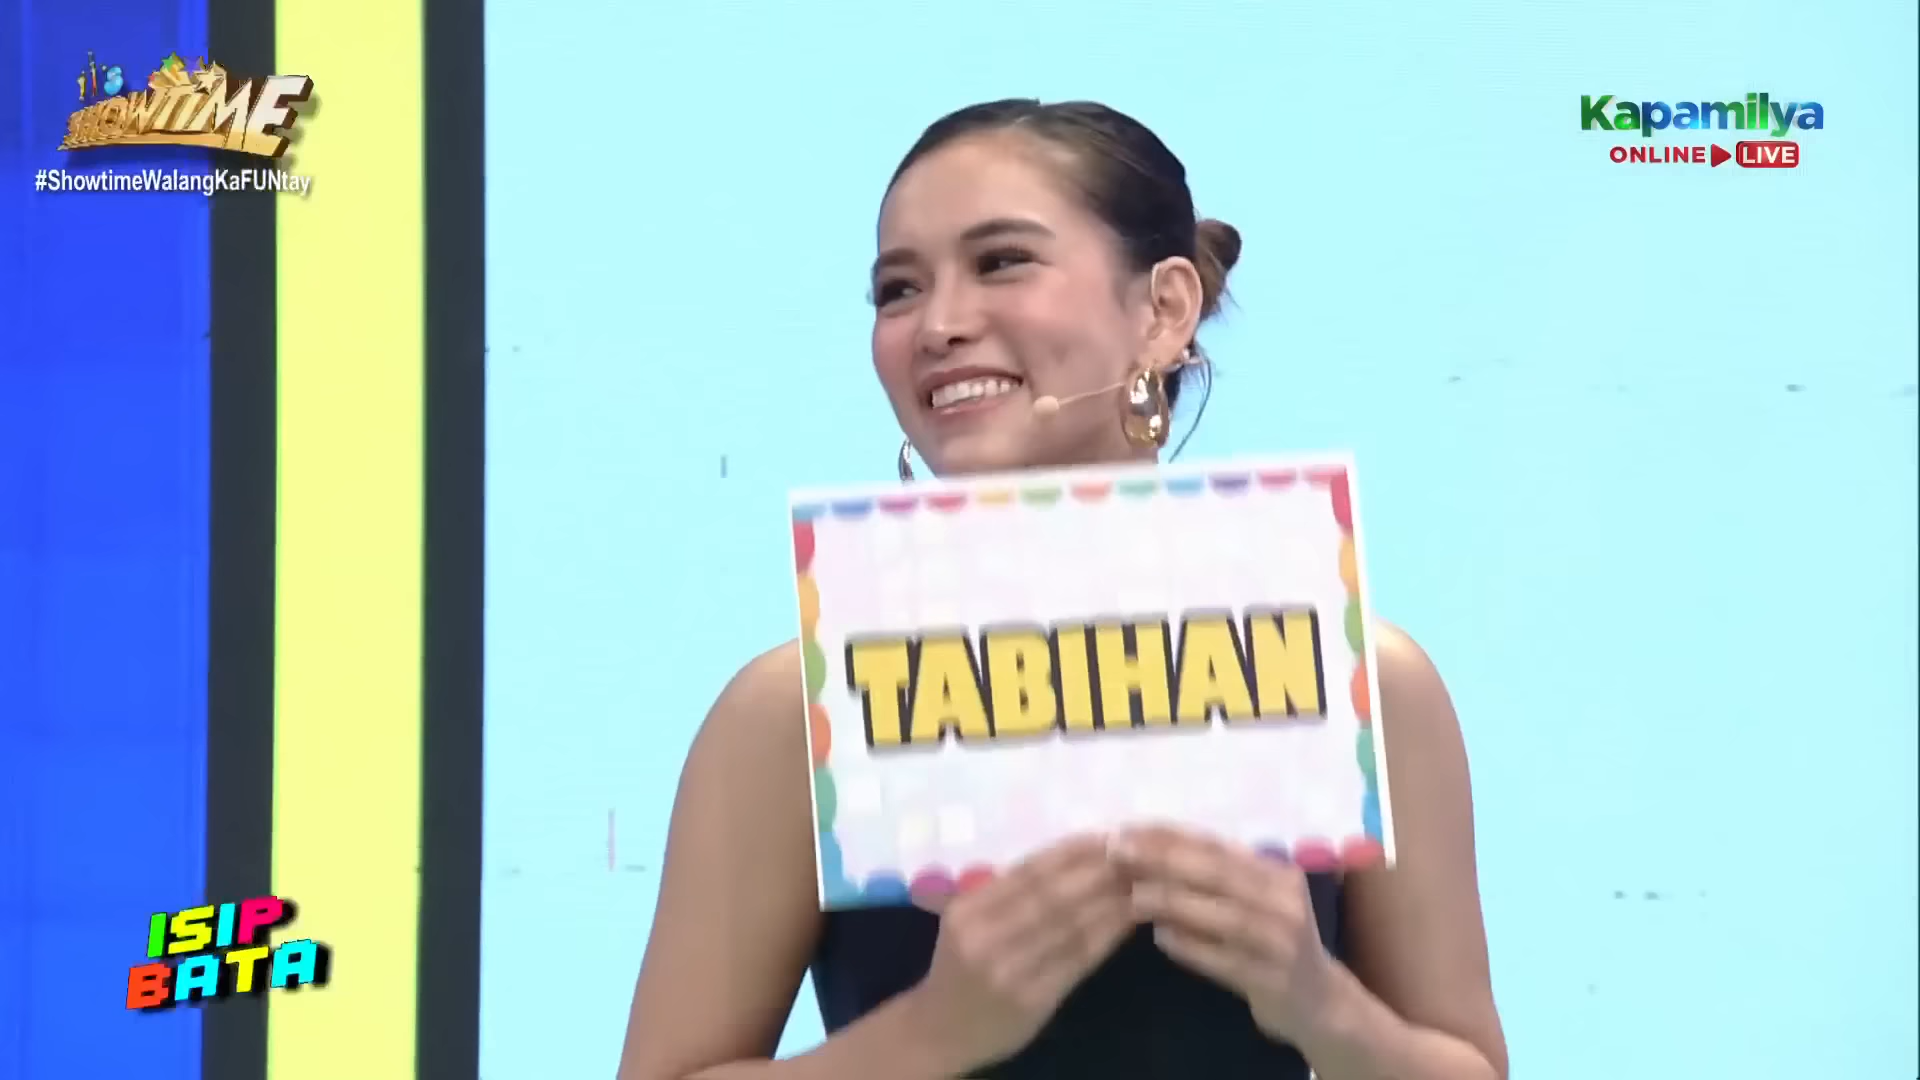 it's
SHOWTIME
#ShowtimeWalangKaFUNtay
Kapamilya
ONLINE LIVE
TABIHAN
ISIP
BATA